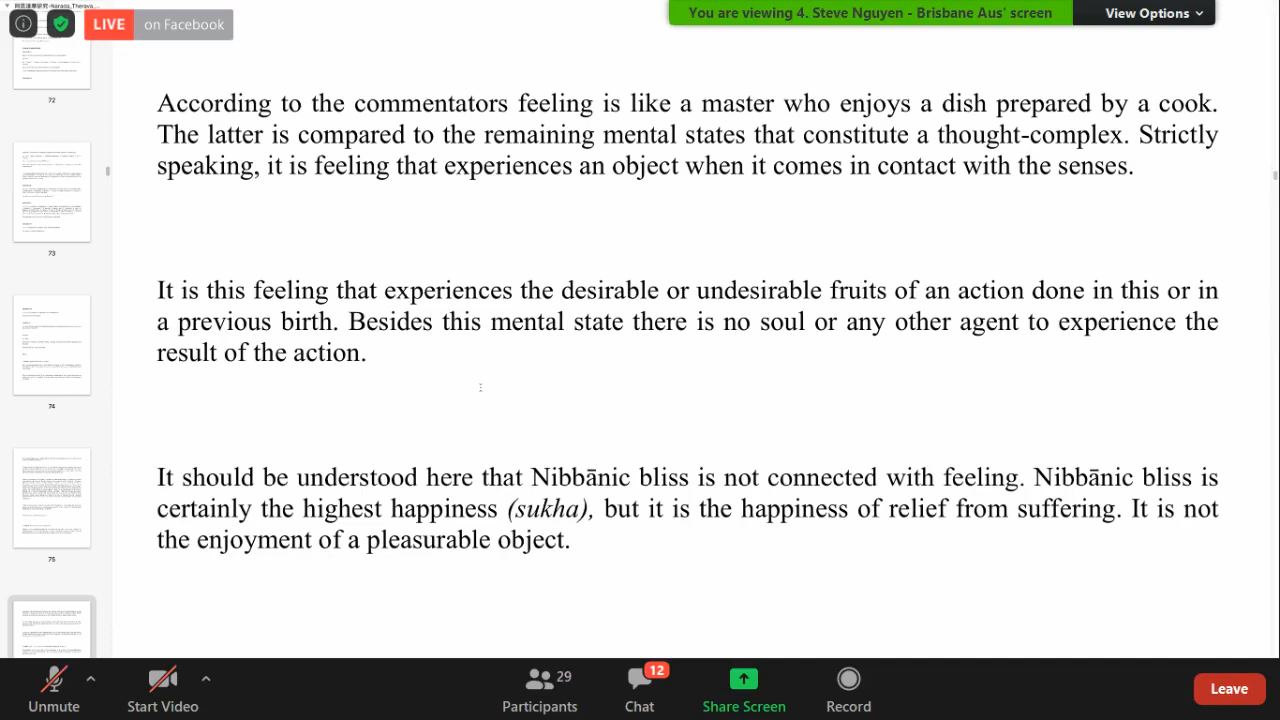 LIVE on Facebook
You are viewing 4. Steve Nguyen - Brisbane Aus' screen
View Options
72
According to the commentators feeling is like a master who enjoys a dish prepared by a cook.
The latter is compared to the remaining mental states that constitute a thought-complex. Strictly
speaking, it is feeling that experiences an object when it comes in contact with the senses.
73
It is this feeling that experiences the desirable or undesirable fruits of an action done in this or in
a previous birth. Besides this mental state there is no soul or any other agent to experience the
result of the action.
74
It should be understood here that Nibbānic bliss is not connected with feeling. Nibbānic bliss is
certainly the highest happiness (sukha), but it is the happiness of relief from suffering. It is not
the enjoyment of a pleasurable object.
75
29
12
Unmute
Start Video
Participants
Chat
Share Screen
Record
Leave